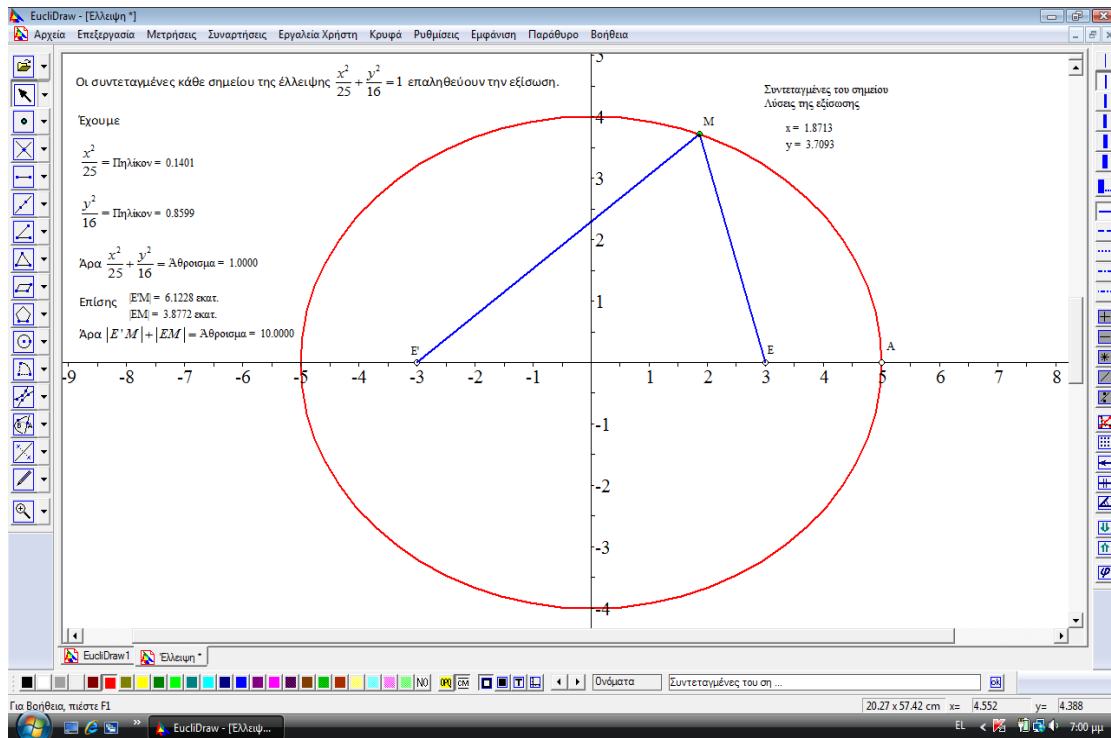 EucliDraw - [Έλλειψη *]
Αρχεία Επεξεργασία Μετρήσεις Συναρτήσεις Εργαλεία Χρήστη Κρυφά Ρυθμίσεις Εμφάνιση Παράθυρο Βοήθεια
Οι συντεταγμένες κάθε σημείου της έλλειψης x²/25 + y²/16 = 1 επαληθεύουν την εξίσωση.
Συντεταγμένες του σημείου
Λύσεις της εξίσωσης
x = 1.8713
y = 3.7093
Έχουμε
x²/25 = Πηλίκον = 0.1401
y²/16 = Πηλίκον = 0.8599
Άρα x²/25 + y²/16 = Άθροισμα = 1.0000
Επίσης |E'M| = 6.1228 εκατ.
|EM| = 3.8772 εκατ.
Άρα |E'M|+|EM| = Άθροισμα = 10.0000
M
E'
E
A
5
4
3
2
1
-1
-2
-3
-4
-9 -8 -7 -6 -5 -4 -3 -2 -1 1 2 3 4 5 6 7 8
EucliDraw1 Έλλειψη *
NO Ονόματα Συντεταγμένες του ση ...
Για Βοήθεια, πιέστε F1 20.27 x 57.42 cm x= 4.552 y= 4.388
EucliDraw - [Έλλειψ... EL 7:00 μμ